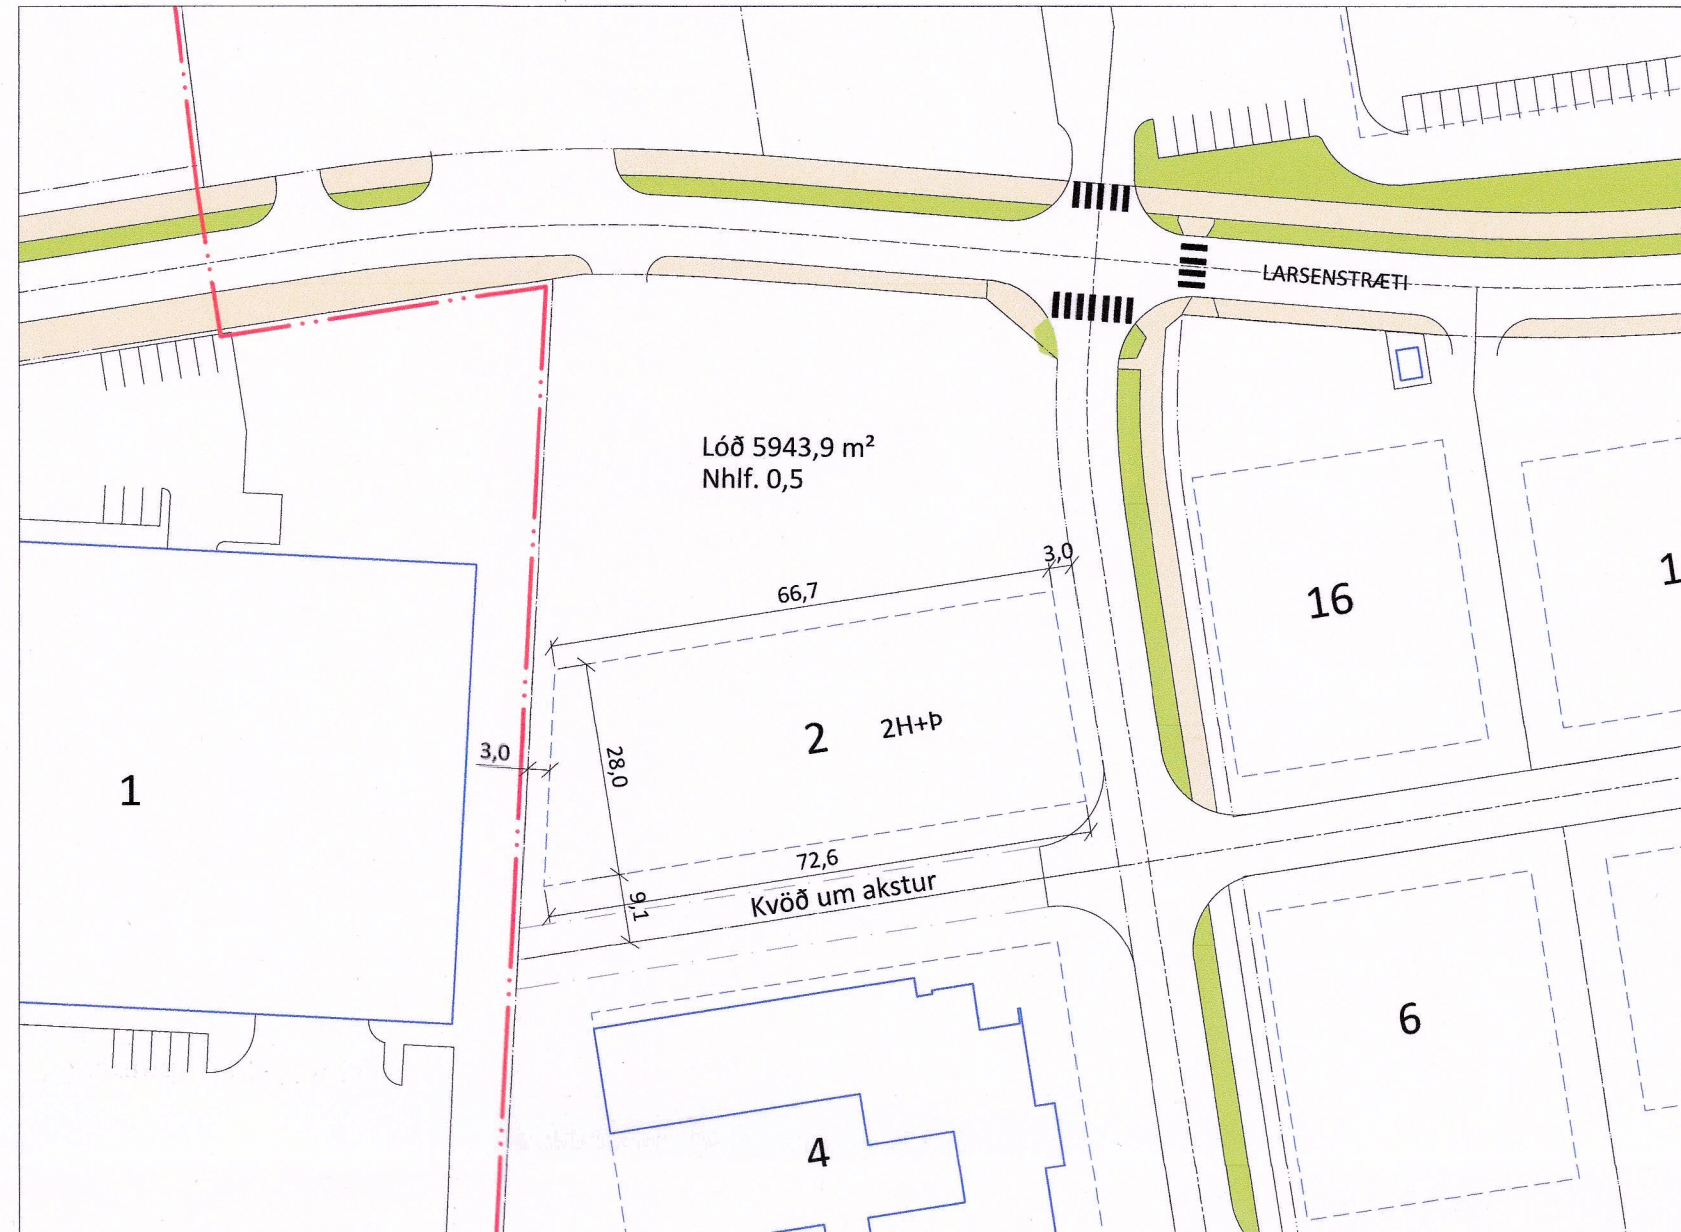 LARSENSTRÆTI
Lóð 5943,9 m²
Nhlf. 0,5
3,0
66,7
16
1
2 2H+Þ
3,0
28,0
1
72,6
Kvöð um akstur
9,1
6
4